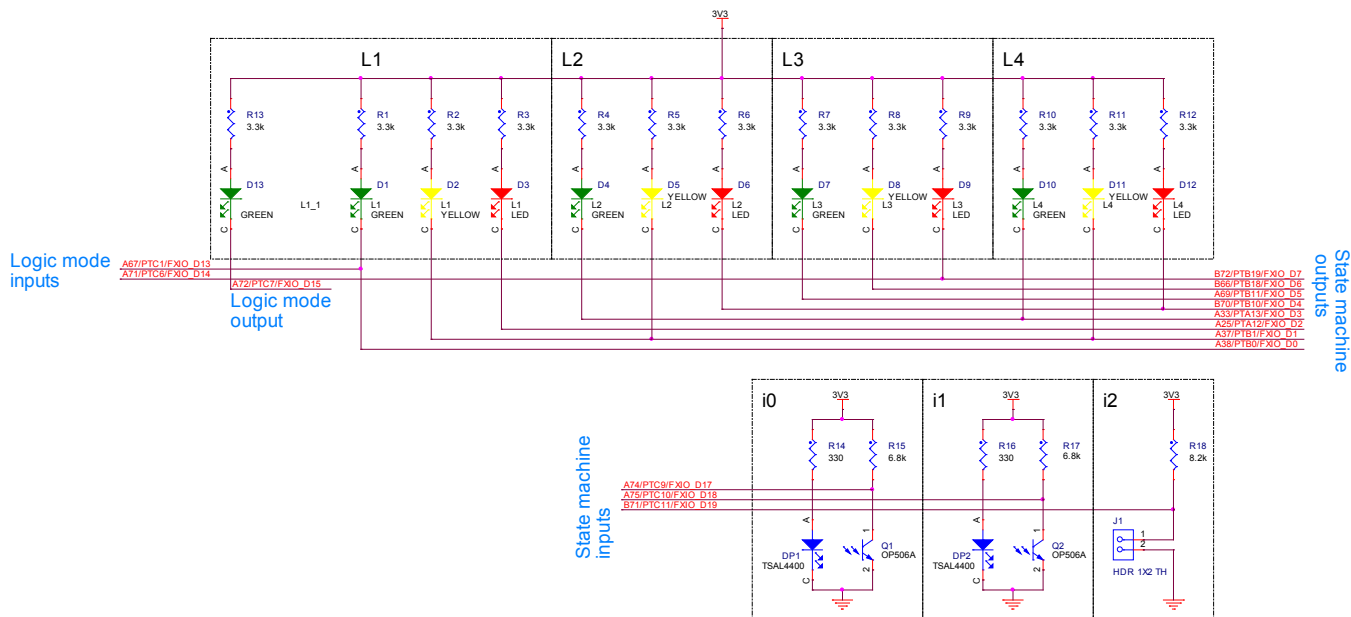 3V3
L1
L2
L3
L4
R13
3.3k
R1
3.3k
R2
3.3k
R3
3.3k
R4
3.3k
R5
3.3k
R6
3.3k
R7
3.3k
R8
3.3k
R9
3.3k
R10
3.3k
R11
3.3k
R12
3.3k
A
A
A
A
A
A
A
A
A
A
A
A
A
D13
GREEN
L1_1
D1
L1
GREEN
D2
L1
YELLOW
D3
L1
LED
D4
L2
GREEN
D5
YELLOW
L2
D6
L2
LED
D7
L3
GREEN
D8
YELLOW
L3
D9
L3
LED
D10
L4
GREEN
D11
YELLOW
L4
D12
L4
LED
C
C
C
C
C
C
C
C
C
C
C
C
C
Logic mode
inputs
A67/PTC1/FXIO_D13
A71/PTC6/FXIO_D14
A72/PTC7/FXIO_D15
Logic mode
output
B72/PTB19/FXIO_D7
B66/PTB18/FXIO_D6
A69/PTB11/FXIO_D5
B70/PTB10/FXIO_D4
A33/PTA13/FXIO_D3
A25/PTA12/FXIO_D2
A37/PTB1/FXIO_D1
A38/PTB0/FXIO_D0
State machine
outputs
i0
3V3
R14
330
R15
6.8k
i1
3V3
R16
330
R17
6.8k
i2
3V3
R18
8.2k
State machine
inputs
A74/PTC9/FXIO_D17
A75/PTC10/FXIO_D18
B71/PTC11/FXIO_D19
A
DP1
TSAL4400
C
1
Q1
OP506A
2
A
DP2
TSAL4400
C
1
Q2
OP506A
2
J1
1
2
HDR 1X2 TH